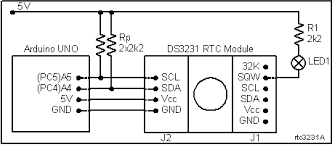 5V
Rp
2x2k2
R1
2k2
LED1
Arduino UNO
DS3231 RTC Module
(PC5)A5
(PC4)A4
5V
GND
SCL
SDA
Vcc
GND
32K
SQW
SCL
SDA
Vcc
GND
J2
J1
rtc3231A